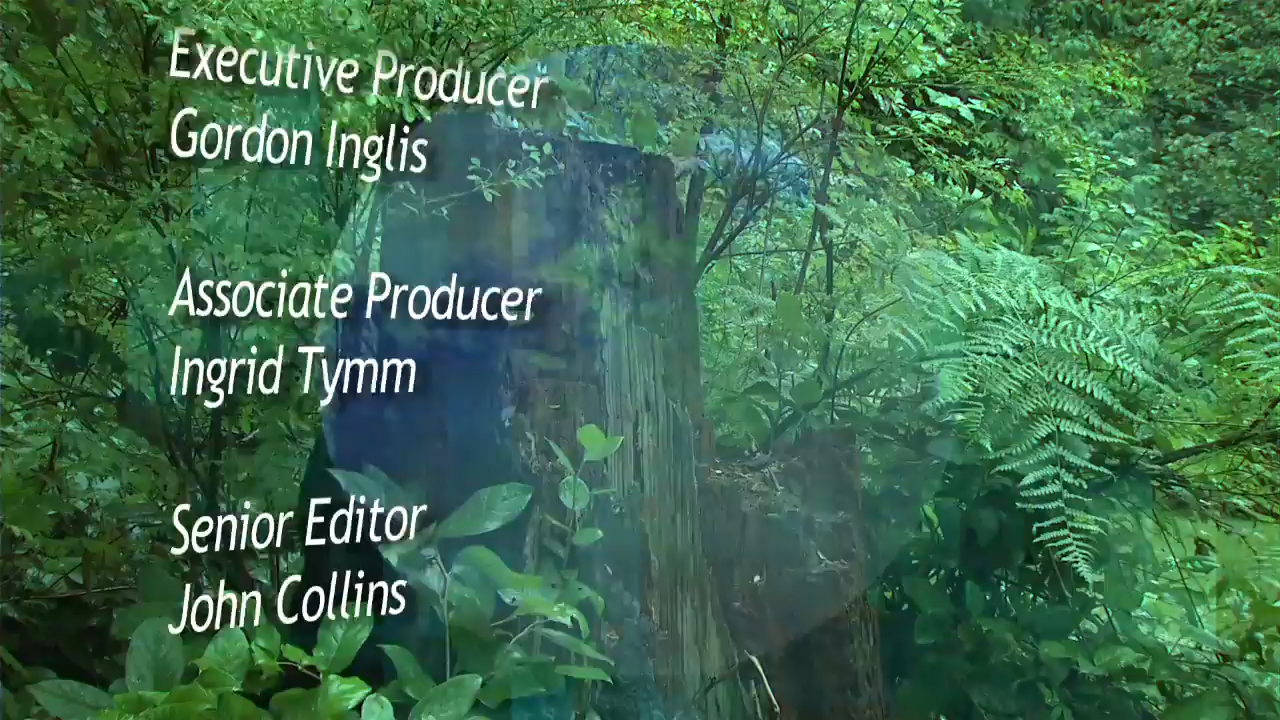 Executive Producer
Gordon Inglis
Associate Producer
Ingrid Tymm
Senior Editor
John Collins